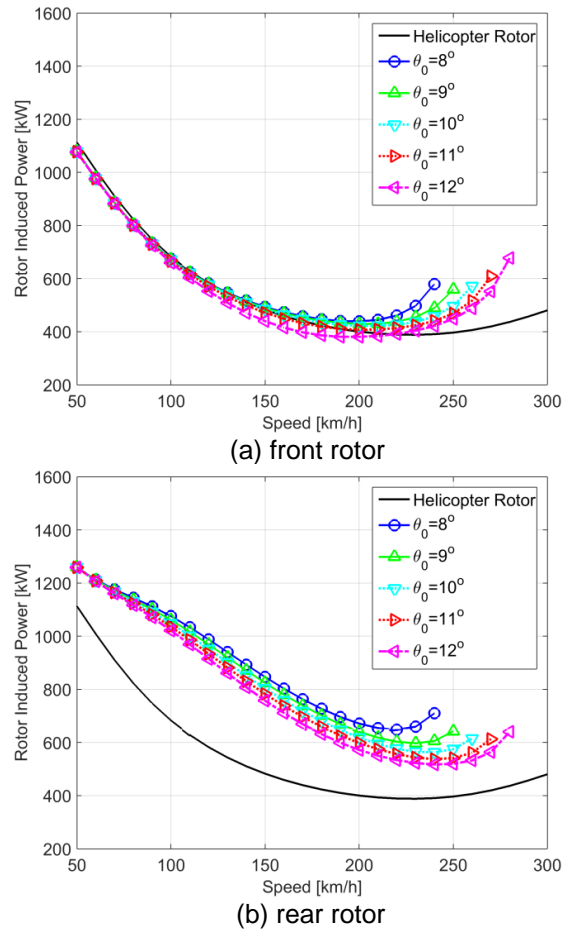 Rotor Induced Power [kW]
1600
1400
1200
1000
800
600
400
200
Helicopter Rotor
θ₀=8°
θ₀=9°
θ₀=10°
θ₀=11°
θ₀=12°
50 100 150 200 250 300
Speed [km/h]
(a) front rotor
Rotor Induced Power [kW]
1600
1400
1200
1000
800
600
400
200
Helicopter Rotor
θ₀=8°
θ₀=9°
θ₀=10°
θ₀=11°
θ₀=12°
50 100 150 200 250 300
Speed [km/h]
(b) rear rotor